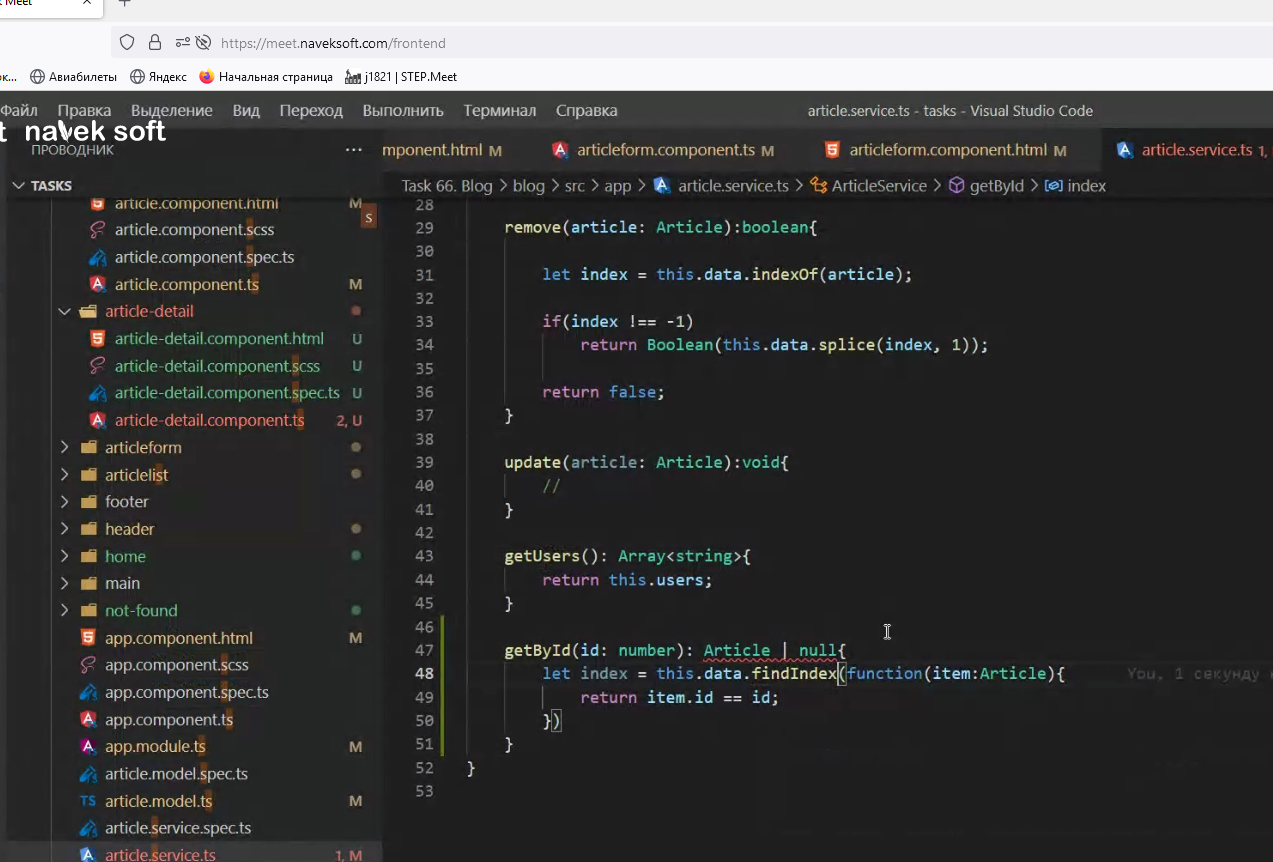 Meet
https://meet.naveksoft.com/frontend
Авиабилеты Яндекс Начальная страница j1821 | STEP.Meet
Файл Правка Выделение Вид Переход Выполнить Терминал Справка article.service.ts - tasks - Visual Studio Code
t navek soft
ПРОВОДНИК ... mponent.html M articleform.component.ts M articleform.component.html M article.service.ts 1,
TASKS
Task 66. Blog > blog > src > app > article.service.ts > ArticleService > getById > index
article.component.html M
s
article.component.scss
article.component.spec.ts
article.component.ts M
article-detail
article-detail.component.html U
article-detail.component.scss U
article-detail.component.spec.ts U
article-detail.component.ts 2, U
articleform
articlelist
footer
header
home
main
not-found
app.component.html M
app.component.scss
app.component.spec.ts
app.component.ts
app.module.ts M
article.model.spec.ts
TS article.model.ts M
article.service.spec.ts
article.service.ts 1, M
28
29 remove(article: Article):boolean{
30
31 let index = this.data.indexOf(article);
32
33 if(index !== -1)
34 return Boolean(this.data.splice(index, 1));
35
36 return false;
37 }
38
39 update(article: Article):void{
40 //
41 }
42
43 getUsers(): Array<string>{
44 return this.users;
45 }
46
47 getById(id: number): Article | null{
48 let index = this.data.findIndex(function(item:Article){ You, 1 секунду
49 return item.id == id;
50 })
51 }
52 }
53